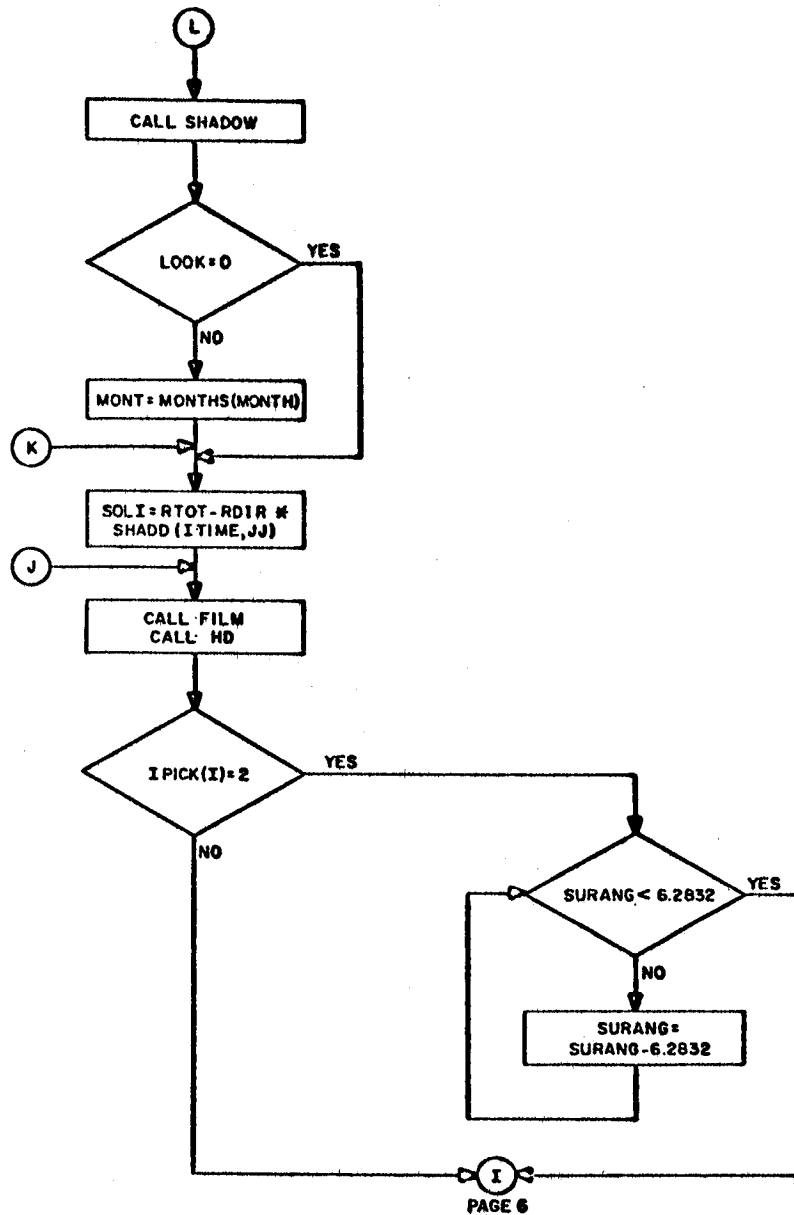 L
CALL SHADOW
LOOK=0
YES
NO
MONT=MONTHS(MONTH)
K
SOLI=RTOT-RDIR *
SHADD(ITIME,JJ)
J
CALL FILM
CALL HD
IPICK(I)=2
YES
NO
SURANG< 6.2832
YES
NO
SURANG=
SURANG-6.2832
I
PAGE 6